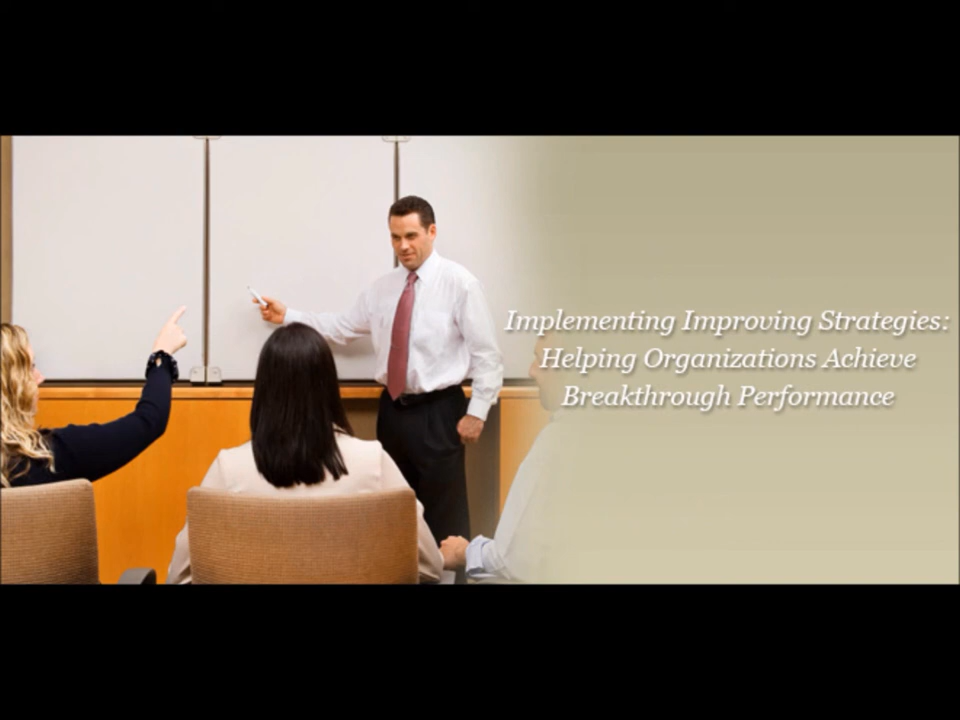 Implementing Improving Strategies:
Helping Organizations Achieve
Breakthrough Performance